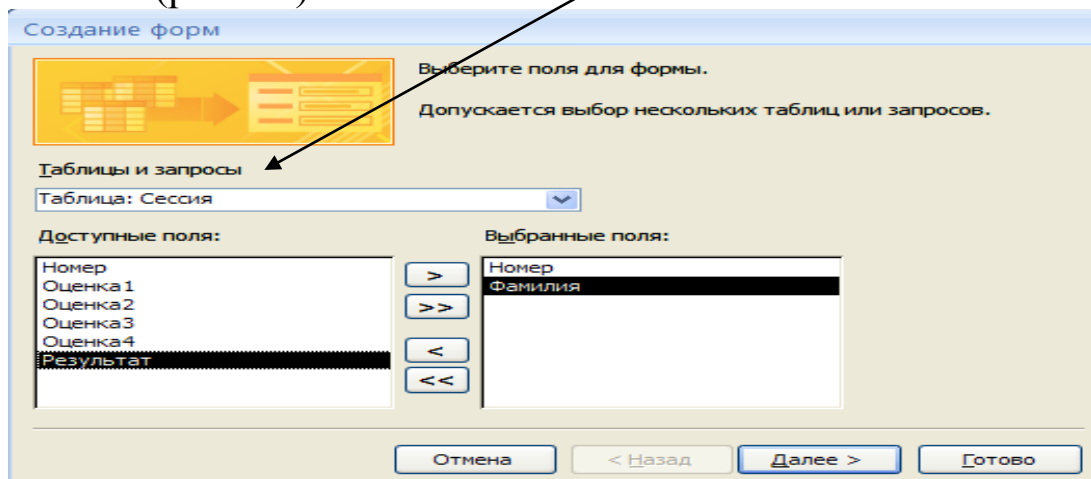 Создание форм
Выберите поля для формы.
Допускается выбор нескольких таблиц или запросов.
Таблицы и запросы
Таблица: Сессия
Доступные поля:
Выбранные поля:
Номер
Оценка1
Оценка2
Оценка3
Оценка4
Результат
>
>>
<
<<
Номер
Фамилия
Отмена
< Назад
Далее >
Готово